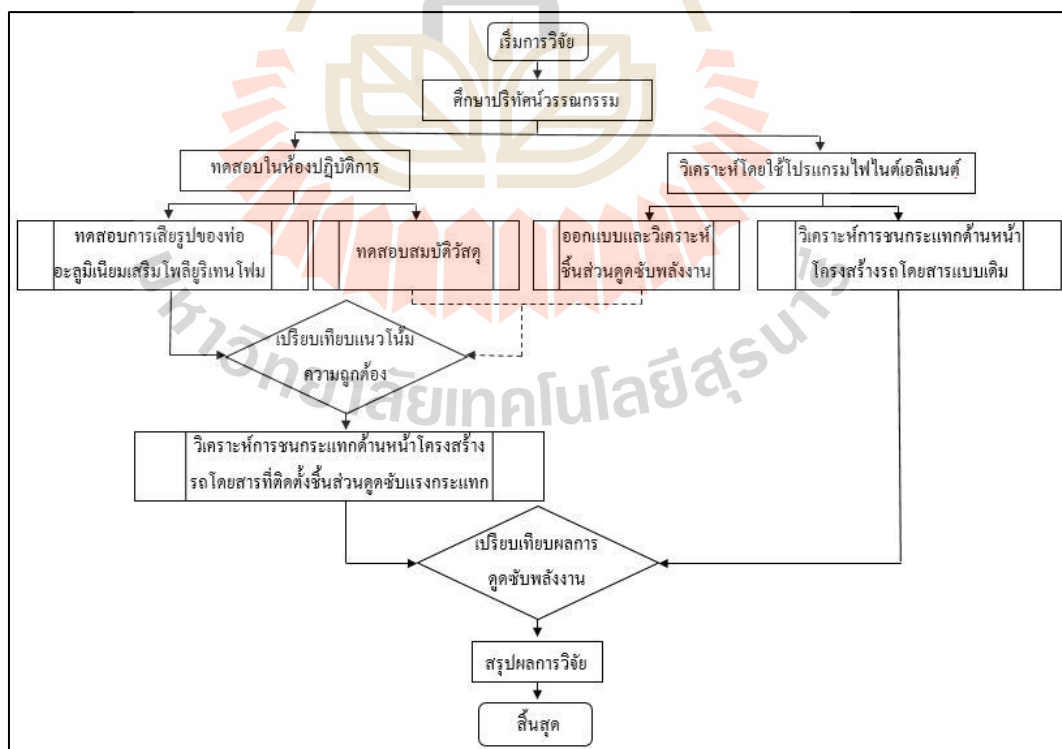 เริ่มการวิจัย
ศึกษาปริทัศน์วรรณกรรม
ทดสอบในห้องปฏิบัติการ
วิเคราะห์โดยใช้โปรแกรมไฟไนต์เอลิเมนต์
ทดสอบการเสียรูปของท่อ
อะลูมิเนียมเสริมโพลียูริเทนโฟม
ทดสอบสมบัติวัสดุ
ออกแบบและวิเคราะห์
ชิ้นส่วนดูดซับพลังงาน
วิเคราะห์การชนกระแทกด้านหน้า
โครงสร้างรถโดยสารแบบเดิม
เปรียบเทียบแนวโน้ม
ความถูกต้อง
มหาวิทยาลัยเทคโนโลยีสุรนารี
วิเคราะห์การชนกระแทกด้านหน้าโครงสร้าง
รถโดยสารที่ติดตั้งชิ้นส่วนดูดซับแรงกระแทก
เปรียบเทียบผลการ
ดูดซับพลังงาน
สรุปผลการวิจัย
สิ้นสุด